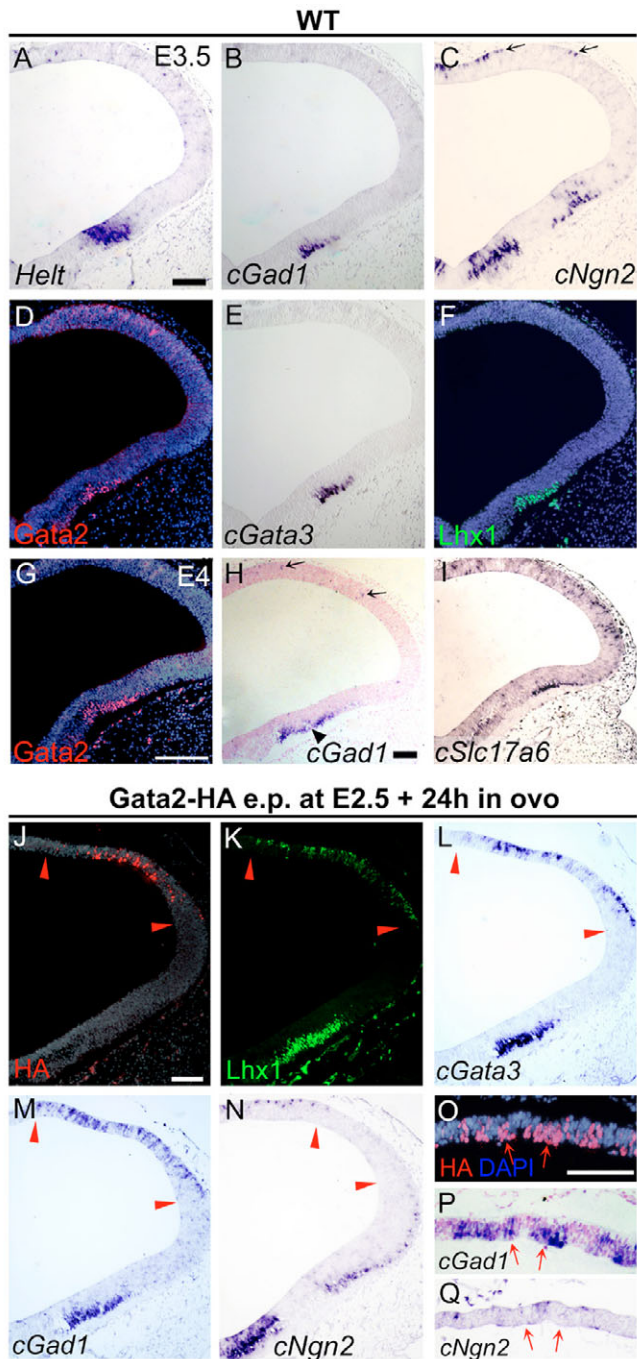 WT
A E3.5 B C
Helt cGad1 cNgn2
D E F
Gata2 cGata3 Lhx1
G E4 H I
Gata2 cGad1 cSlc17a6
Gata2-HA e.p. at E2.5 + 24h in ovo
J K L
HA Lhx1 cGata3
M N O
HA DAPI
P
cGad1
Q
cGad1 cNgn2 cNgn2